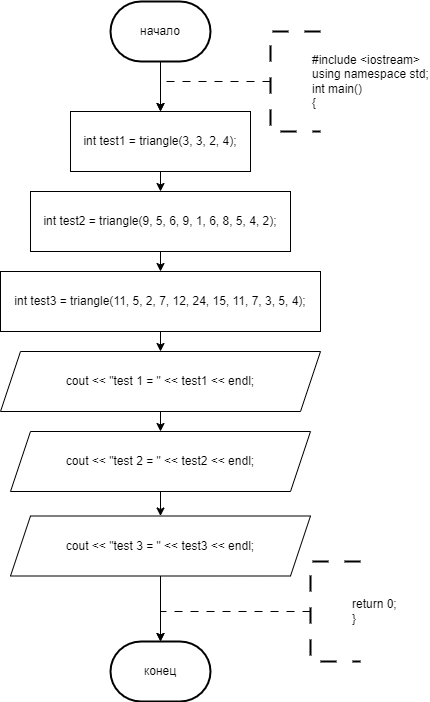 начало
#include <iostream>
using namespace std;
int main()
{
int test1 = triangle(3, 3, 2, 4);
int test2 = triangle(9, 5, 6, 9, 1, 6, 8, 5, 4, 2);
int test3 = triangle(11, 5, 2, 7, 12, 24, 15, 11, 7, 3, 5, 4);
cout << "test 1 = " << test1 << endl;
cout << "test 2 = " << test2 << endl;
cout << "test 3 = " << test3 << endl;
return 0;
}
конец